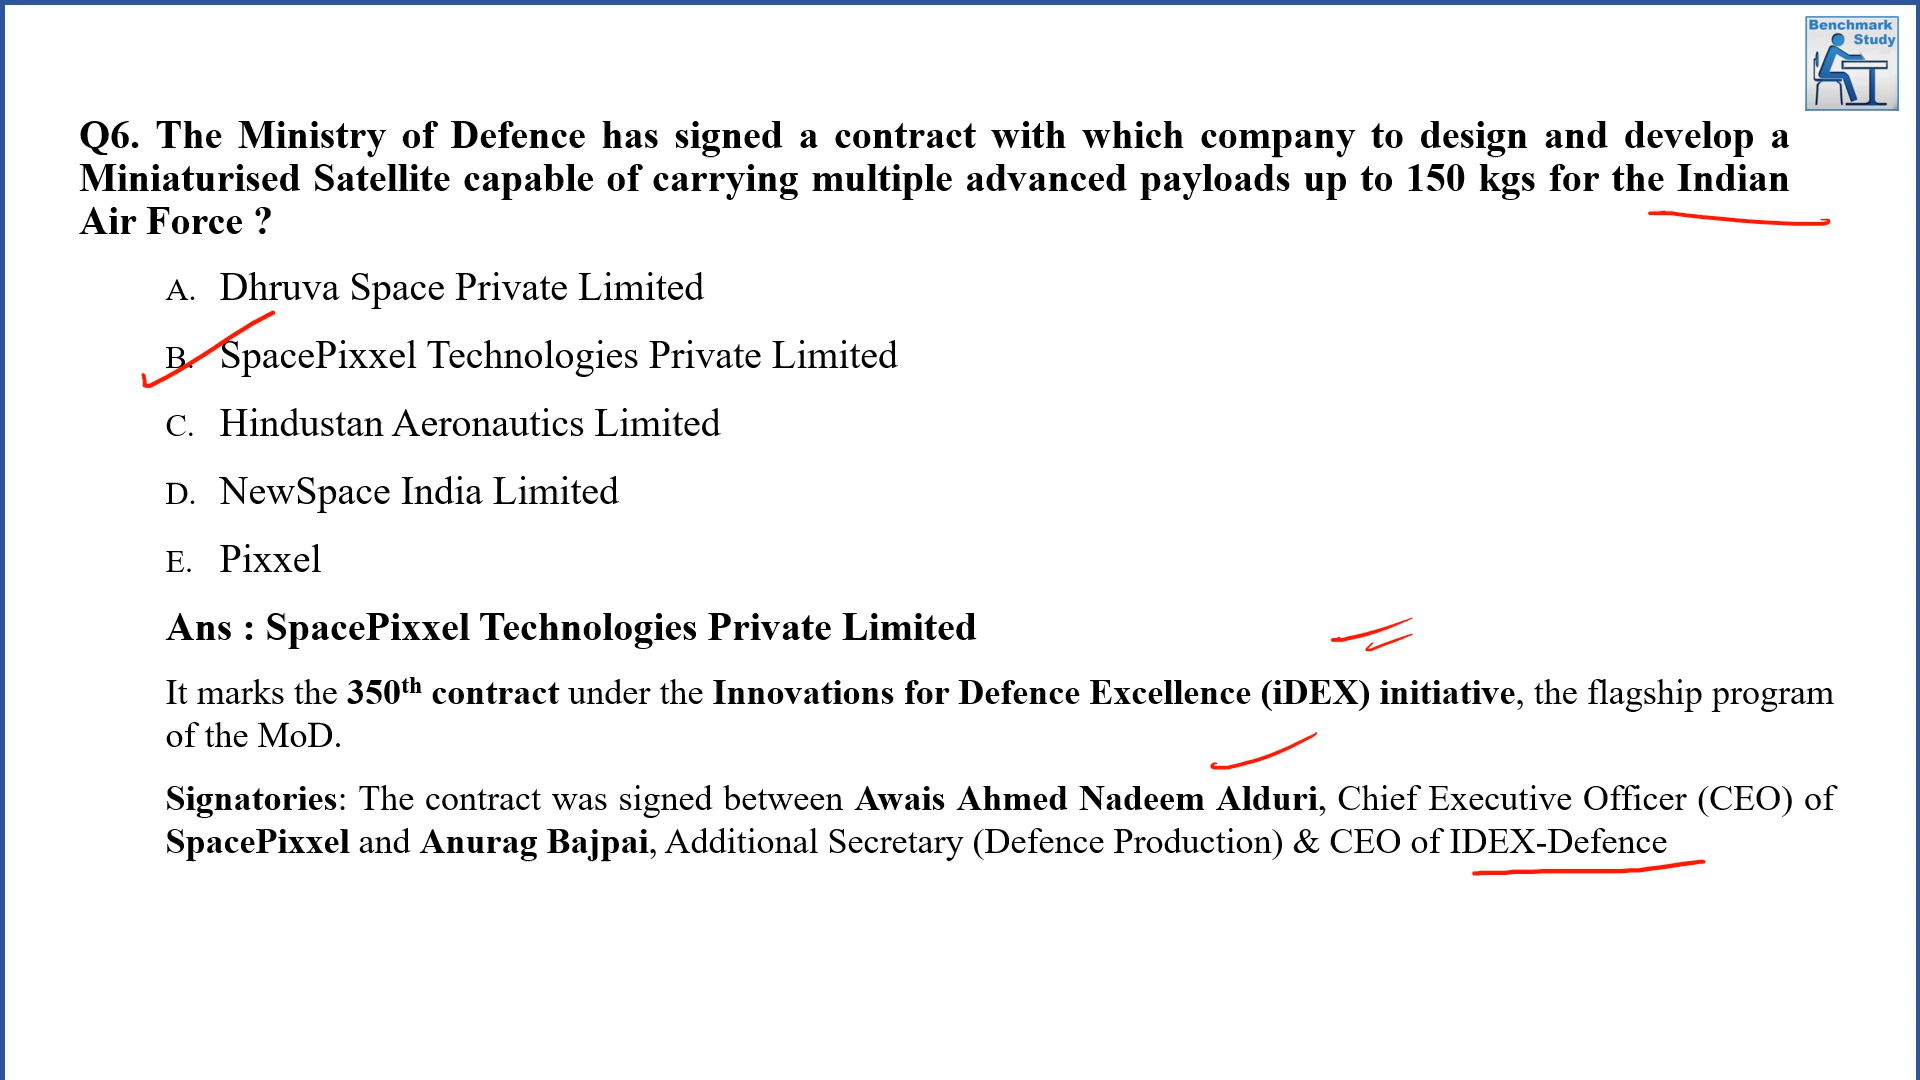 Benchmark
Study
Q6. The Ministry of Defence has signed a contract with which company to design and develop a
Miniaturised Satellite capable of carrying multiple advanced payloads up to 150 kgs for the Indian
Air Force ?
A. Dhruva Space Private Limited
B. SpacePixxel Technologies Private Limited
C. Hindustan Aeronautics Limited
D. NewSpace India Limited
E. Pixxel
Ans : SpacePixxel Technologies Private Limited
It marks the 350th contract under the Innovations for Defence Excellence (iDEX) initiative, the flagship program
of the MoD.
Signatories: The contract was signed between Awais Ahmed Nadeem Alduri, Chief Executive Officer (CEO) of
SpacePixxel and Anurag Bajpai, Additional Secretary (Defence Production) & CEO of IDEX-Defence